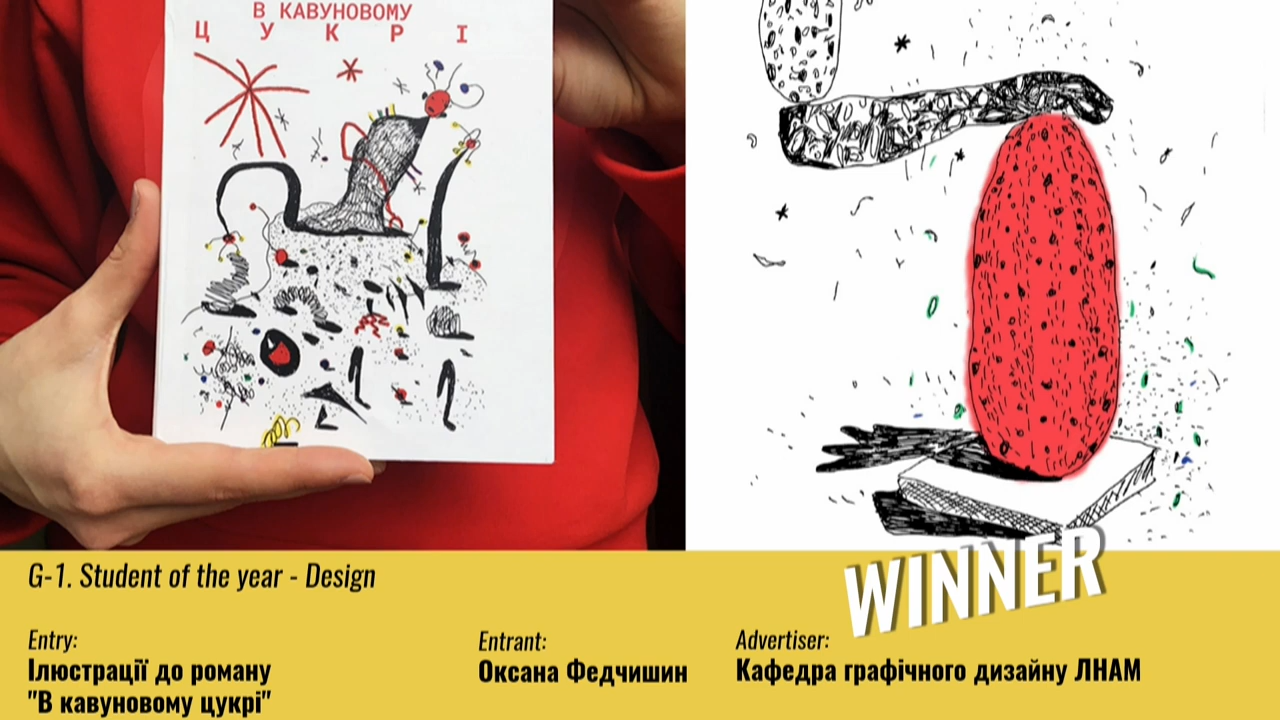 В КАВУНОВОМУ
ЦУКРІ
G-1. Student of the year - Design
WINNER
Entry:
Ілюстрації до роману
"В кавуновому цукрі"
Entrant:
Оксана Федчишин
Advertiser:
Кафедра графічного дизайну ЛНАМ